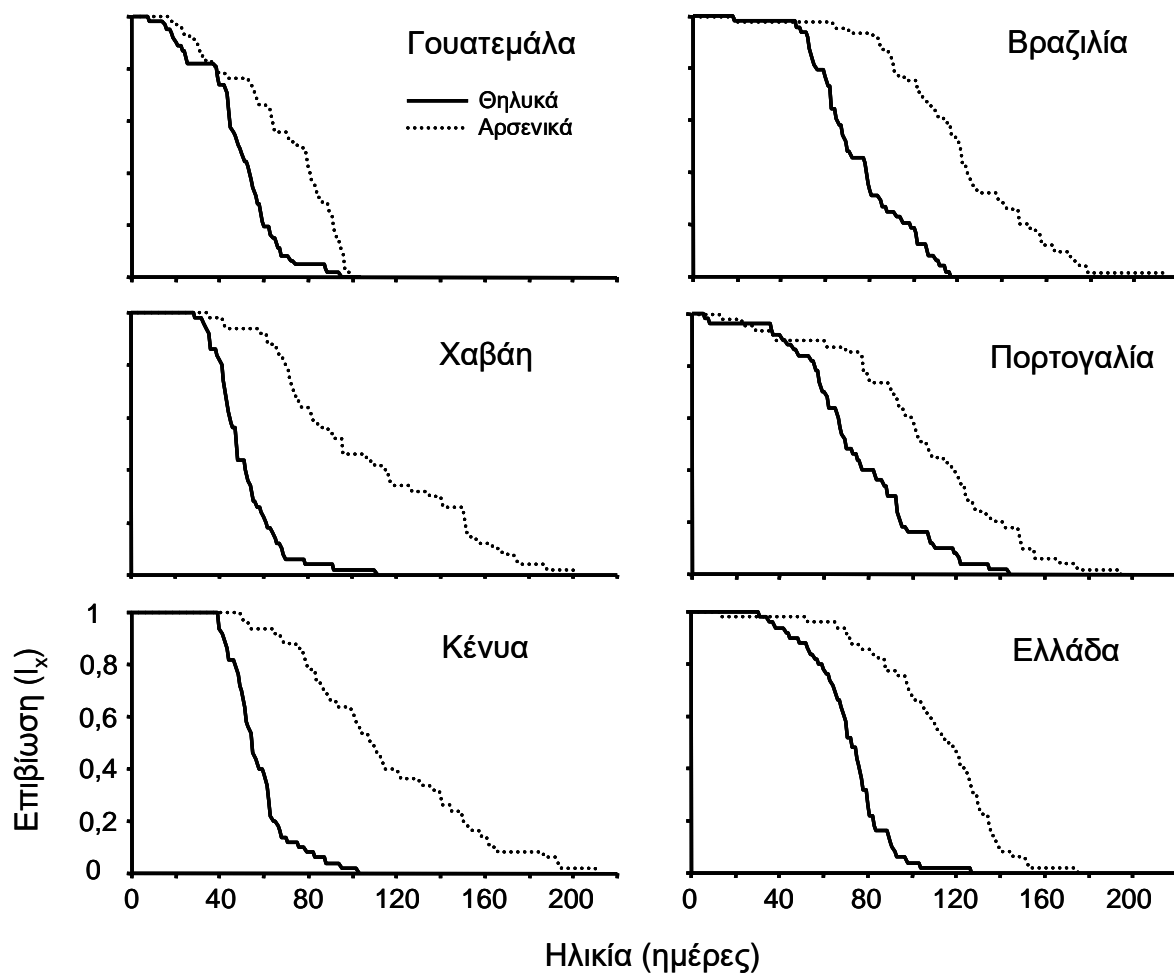 Γουατεμάλα
Θηλυκά
Αρσενικά
Βραζιλία
Χαβάη
Πορτογαλία
Κένυα
Ελλάδα
Επιβίωση (lx)
1
0,8
0,6
0,4
0,2
0
0 40 80 120 160 200
0 40 80 120 160 200
Ηλικία (ημέρες)